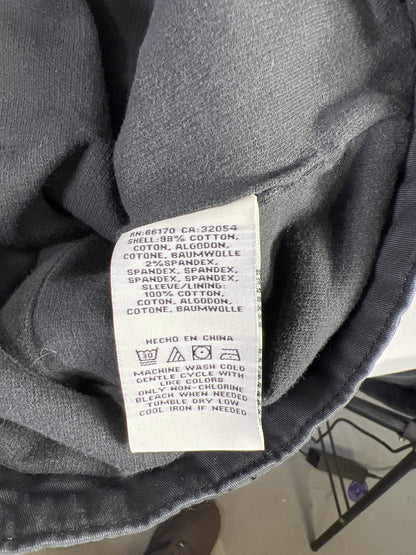 RN:66170 CA:32054
SHELL:98% COTTON,
COTON, ALGODON,
COTONE, BAUMWOLLE
2%SPANDEX,
SPANDEX, SPANDEX,
SPANDEX, SPANDEX
SLEEVE/LINING:
100% COTTON,
COTON, ALGODON,
COTONE, BAUMWOLLE
HECHO EN CHINA
30
MACHINE WASH COLD
GENTLE CYCLE WITH
LIKE COLORS
ONLY NON-CHLORINE
BLEACH WHEN NEEDED
TUMBLE DRY LOW
COOL IRON IF NEEDED